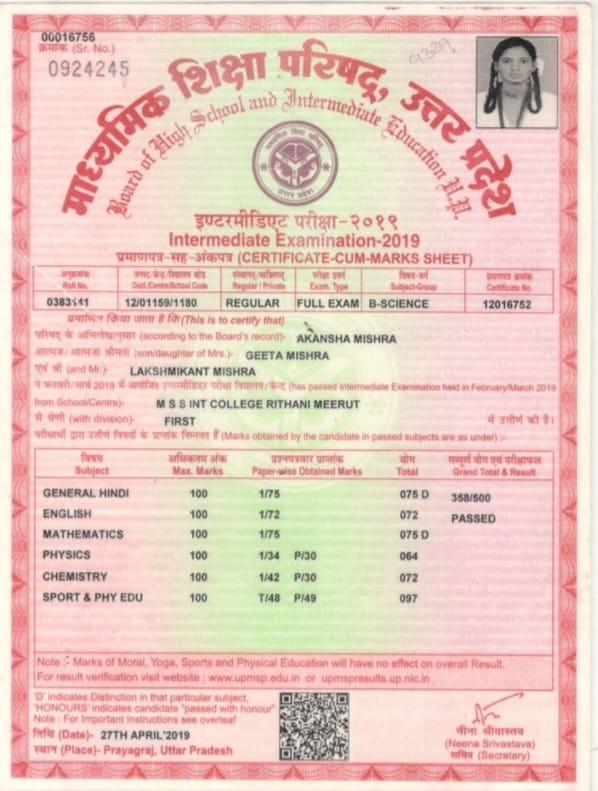 00016756
क्रमांक (Sr. No.)
0924245
माध्यमिक शिक्षा परिषद्, उत्तर प्रदेश
Board of High School and Intermediate Education U.P.
माध्यमिक शिक्षा परिषद्
उत्तर प्रदेश
इण्टरमीडिएट परीक्षा-२०१९
Intermediate Examination-2019
प्रमाणपत्र-सह-अंकपत्र (CERTIFICATE-CUM-MARKS SHEET)
अनुक्रमांक जनपद/केन्द्र/विद्यालय कोड संस्थागत/व्यक्तिगत परीक्षा प्रवर्ग विषय-वर्ग प्रमाणपत्र क्रमांक
Roll No. Distt./Centre/School Code Regular / Private Exam. Type Subject-Group Certificate No.
12/01159/1180 REGULAR FULL EXAM B-SCIENCE 12016752
प्रमाणित किया जाता है कि (This is to certify that)
परिषद के अभिलेखानुसार (according to the Board's record)- AKANSHA MISHRA
आत्मज/आत्मजा श्रीमती (son/daughter of Mrs.)- GEETA MISHRA
एवं श्री (and Mr.)- LAKSHMIKANT MISHRA
ने फरवरी/मार्च 2019 में आयोजित इण्टरमीडिएट परीक्षा विद्यालय/केन्द्र (has passed Intermediate Examination held in February/March 2019
from School/Centre)- M S S INT COLLEGE RITHANI MEERUT
से श्रेणी (with division)- FIRST में उत्तीर्ण की है।
परीक्षार्थी द्वारा उत्तीर्ण विषयों के प्राप्तांक निम्नवत हैं (Marks obtained by the candidate in passed subjects are as under) :-
विषय अधिकतम अंक प्रश्नपत्रवार प्राप्तांक योग सम्पूर्ण योग एवं परीक्षाफल
Subject Max. Marks Paper-wise Obtained Marks Total Grand Total & Result
GENERAL HINDI 100 1/75 075 D 358/500
ENGLISH 100 1/72 072 PASSED
MATHEMATICS 100 1/75 075 D
PHYSICS 100 1/34 P/30 064
CHEMISTRY 100 1/42 P/30 072
SPORT & PHY EDU 100 T/48 P/49 097
Note :- Marks of Moral, Yoga, Sports and Physical Education will have no effect on overall Result.
For result verification visit website : www.upmsp.edu.in or upmspresults.up.nic.in
'D' indicates Distinction in that particular subject.
'HONOURS' indicates candidate "passed with honour"
Note : For Important Instructions see overleaf
तिथि (Date)- 27TH APRIL'2019
स्थान (Place)- Prayagraj, Uttar Pradesh
नीना श्रीवास्तव
(Neena Srivastava)
सचिव (Secretary)